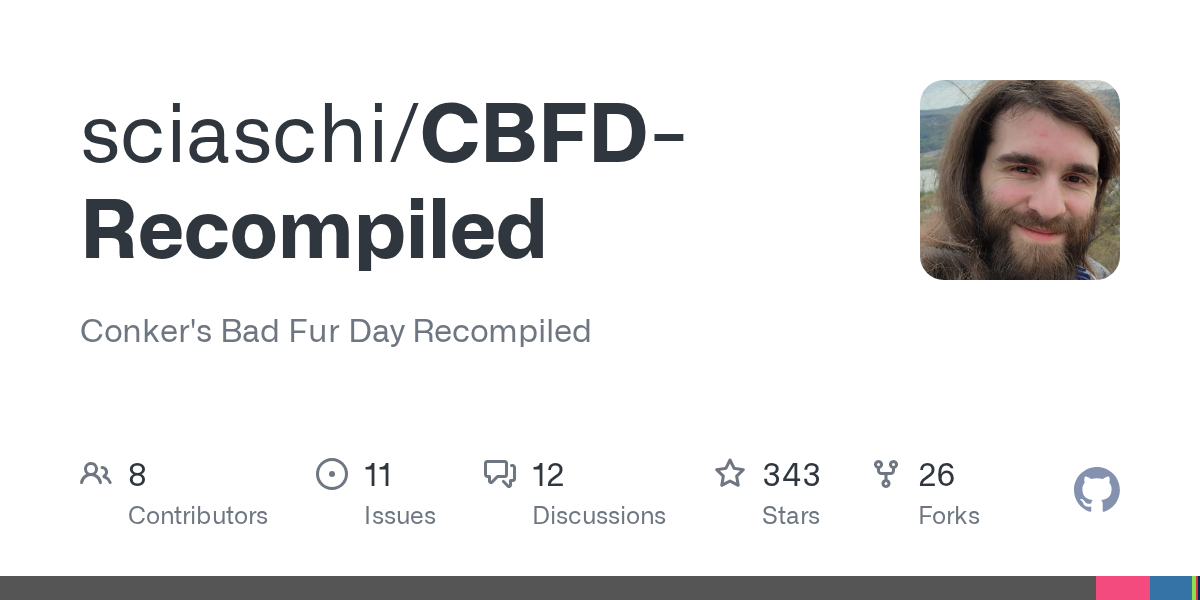 sciaschi/CBFD-
Recompiled
Conker's Bad Fur Day Recompiled
8
Contributors
11
Issues
12
Discussions
343
Stars
26
Forks